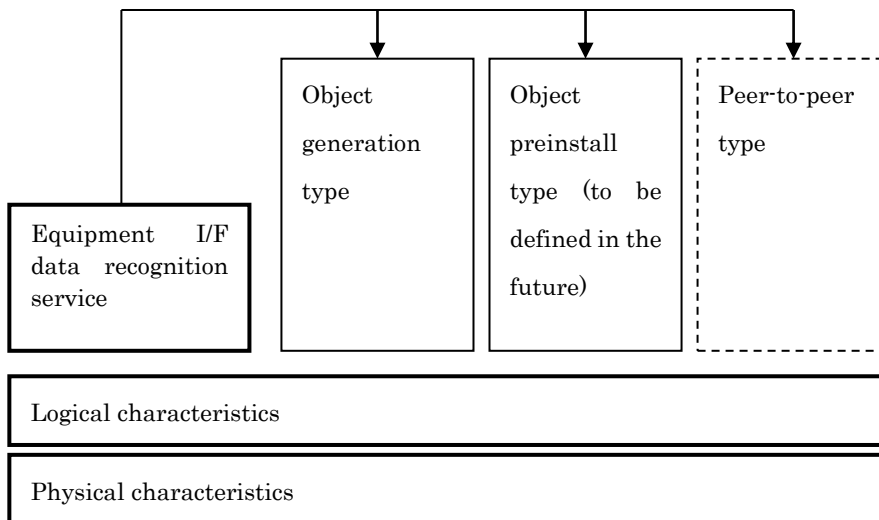 Object
generation
type
Object
preinstall
type (to be
defined in the
future)
Peer-to-peer
type
Equipment I/F
data recognition
service
Logical characteristics
Physical characteristics